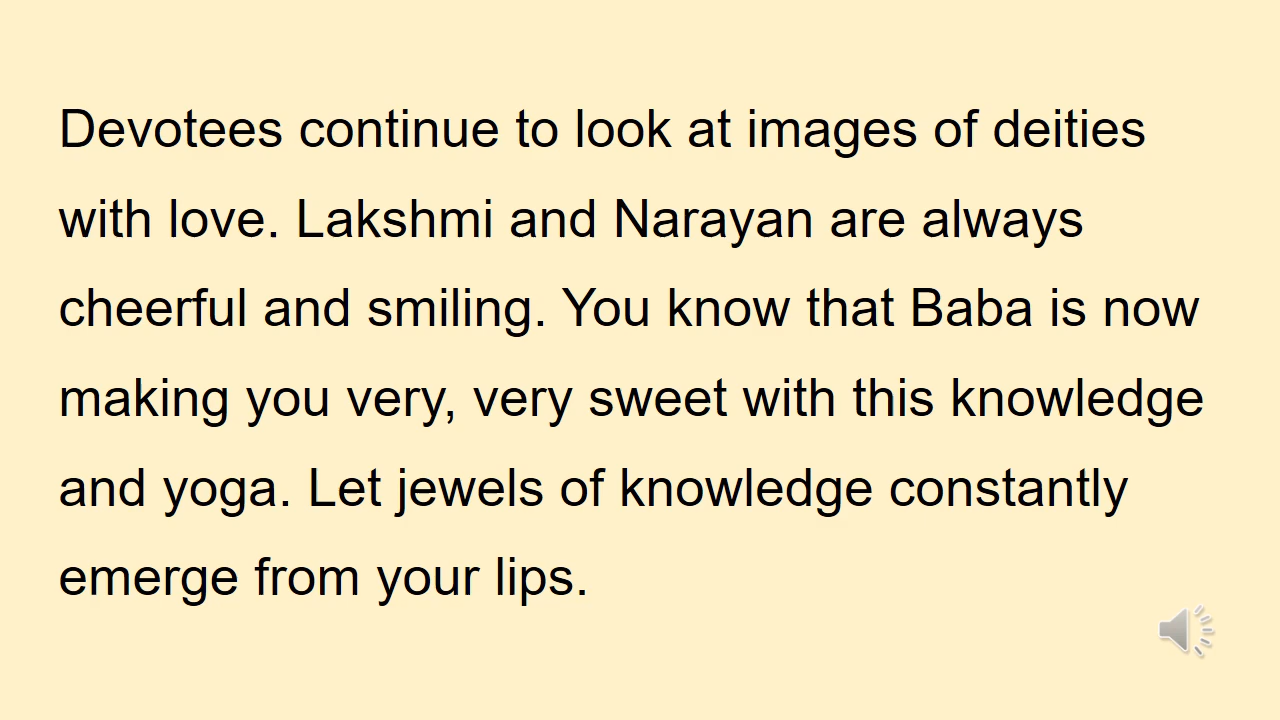 Devotees continue to look at images of deities
with love. Lakshmi and Narayan are always
cheerful and smiling. You know that Baba is now
making you very, very sweet with this knowledge
and yoga. Let jewels of knowledge constantly
emerge from your lips.